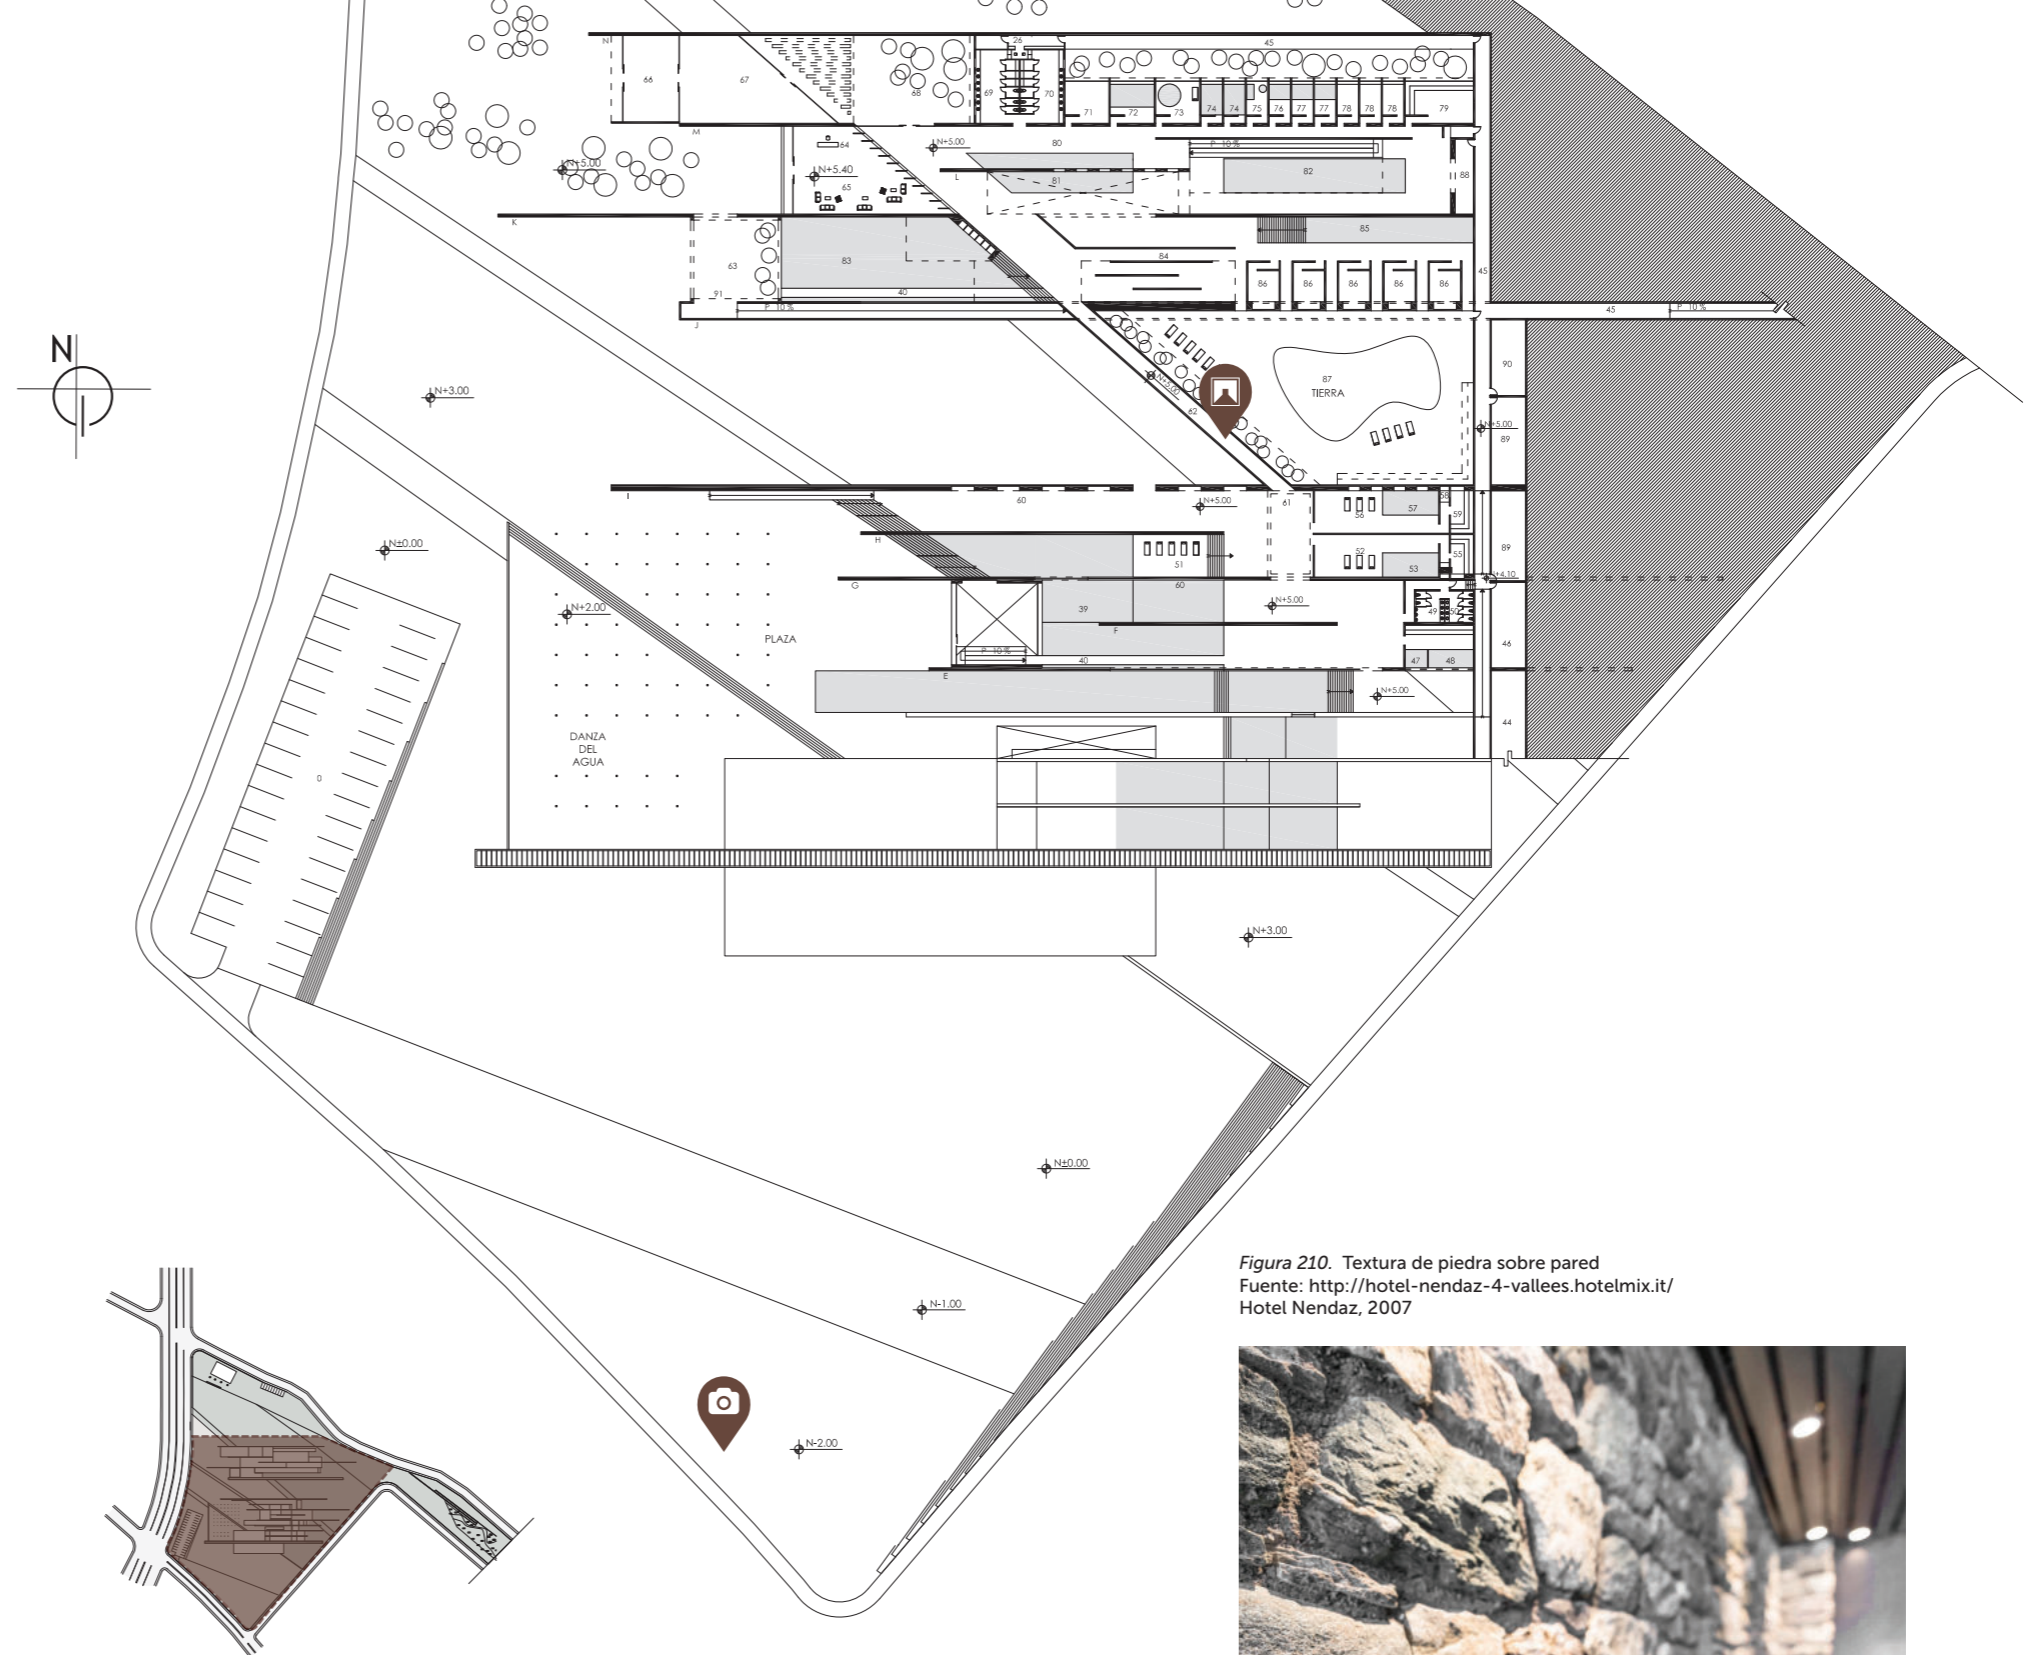 26
45
N
66
67
68
69
70
71
72
73
74
74
75
76
77
77
78
78
78
79
M
64
N+5.00
80
P 10 %
N+5.00
N+5.40
65
L
81
82
88
K
85
63
83
84
45
91
40
86
86
86
86
86
P 10 %
J
45
P 10 %
N
87
TIERRA
90
N+3.00
N+5.00
62
N+5.00
89
I
60
N+5.00
61
56
57
58
59
H
N±0.00
51
52
53
55
89
N+4.10
G
60
N+2.00
39
N+5.00
49
50
F
PLAZA
P 10 %
40
47
48
46
E
N+5.00
44
DANZA
DEL
AGUA
0
N+3.00
N±0.00
N-1.00
N-2.00
Figura 210. Textura de piedra sobre pared
Fuente: http://hotel-nendaz-4-vallees.hotelmix.it/
Hotel Nendaz, 2007